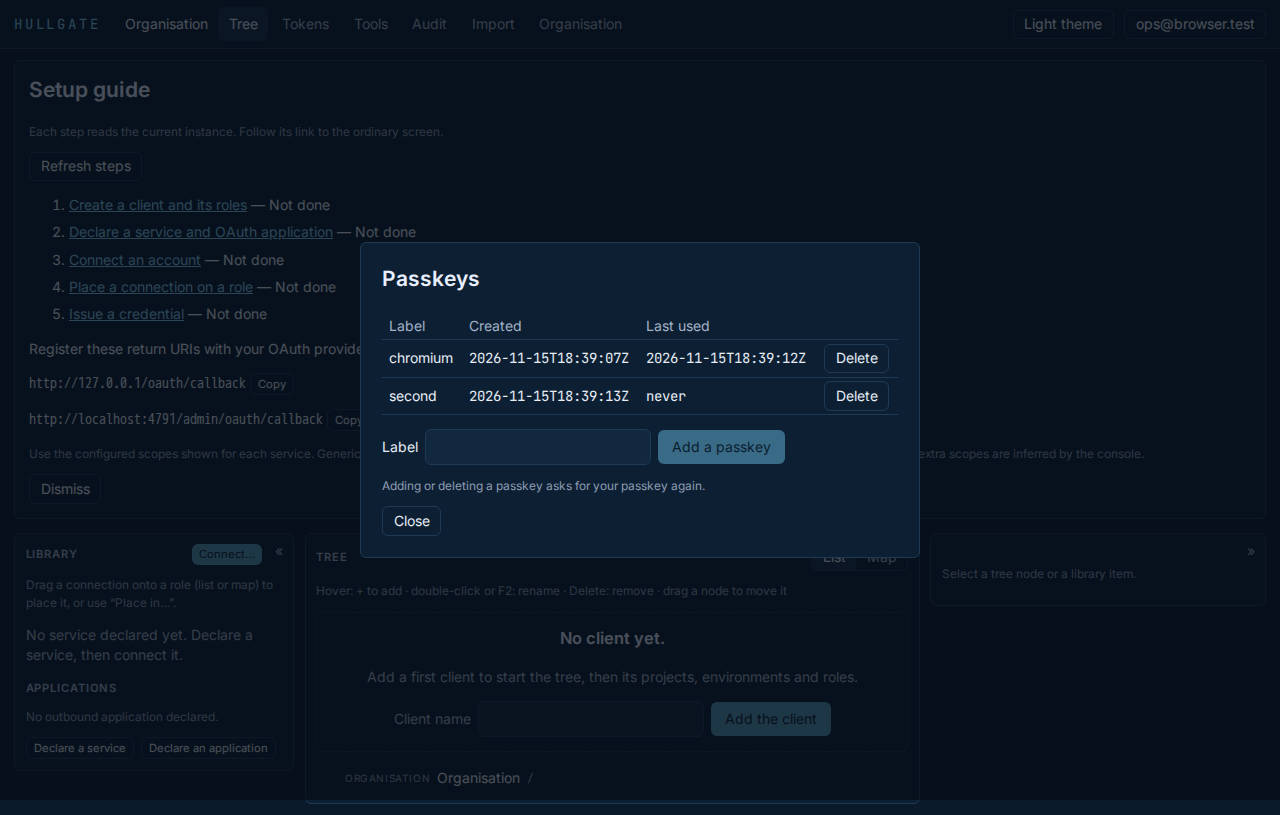 HULLGATE Organisation Tree Tokens Tools Audit Import Organisation Light theme ops@browser.test
Setup guide
Each step reads the current instance. Follow its link to the ordinary screen.
Refresh steps
1. Create a client and its roles — Not done
2. Declare a service and OAuth application — Not done
3. Connect an account — Not done
4. Place a connection on a role — Not done
5. Issue a credential — Not done
Register these return URIs with your OAuth provide
http://127.0.0.1/oauth/callback Copy
http://localhost:4791/admin/oauth/callback Copy
Use the configured scopes shown for each service. Generic extra scopes are inferred by the console.
Dismiss
Passkeys
Label Created Last used
chromium 2026-11-15T18:39:07Z 2026-11-15T18:39:12Z Delete
second 2026-11-15T18:39:13Z never Delete
Label Add a passkey
Adding or deleting a passkey asks for your passkey again.
Close
LIBRARY Connect… «
Drag a connection onto a role (list or map) to
place it, or use “Place in…”.
No service declared yet. Declare a
service, then connect it.
APPLICATIONS
No outbound application declared.
Declare a service Declare an application
TREE List Map
Hover: + to add · double-click or F2: rename · Delete: remove · drag a node to move it
No client yet.
Add a first client to start the tree, then its projects, environments and roles.
Client name Add the client
ORGANISATION Organisation /
»
Select a tree node or a library item.